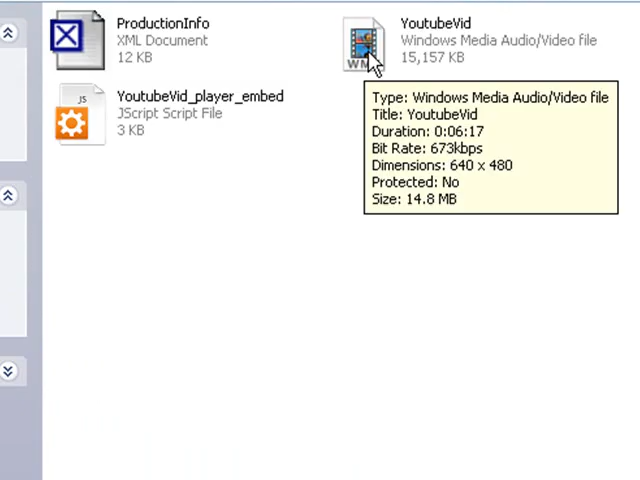 ProductionInfo
XML Document
12 KB
YoutubeVid
Windows Media Audio/Video file
15,157 KB
WM
YoutubeVid_player_embed
JScript Script File
3 KB
JS
Type: Windows Media Audio/Video file
Title: YoutubeVid
Duration: 0:06:17
Bit Rate: 673kbps
Dimensions: 640 x 480
Protected: No
Size: 14.8 MB